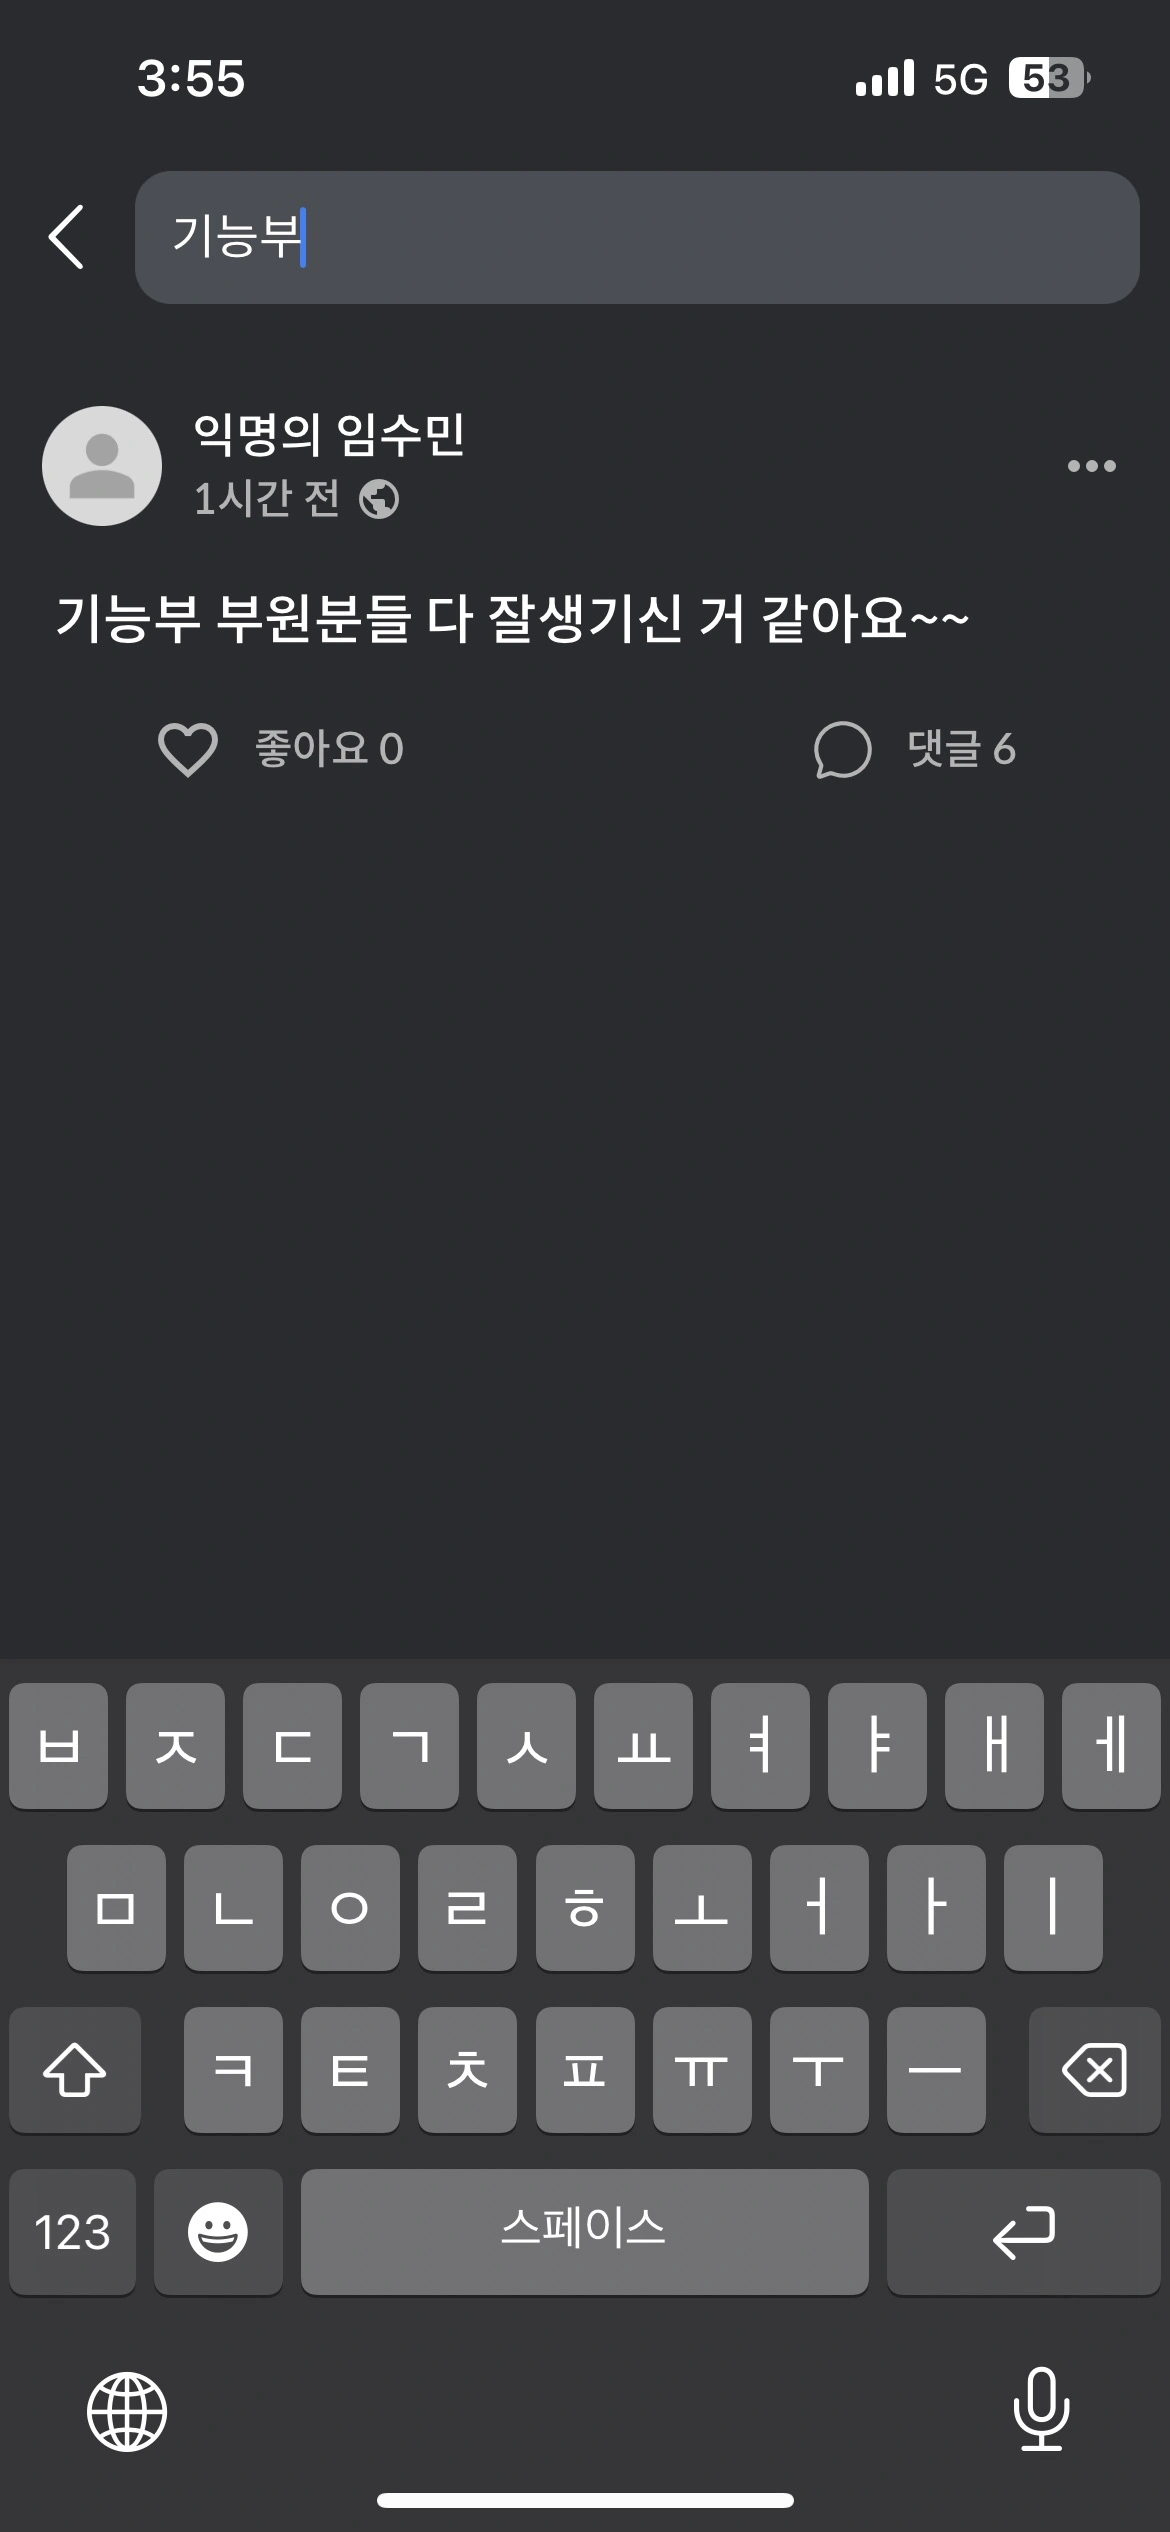 3:55
5G 53
기능부
익명의 임수민
1시간 전
기능부 부원분들 다 잘생기신 거 같아요~~
좋아요 0 댓글 6
ㅂ ㅈ ㄷ ㄱ ㅅ ㅛ ㅕ ㅑ ㅐ ㅔ
ㅁ ㄴ ㅇ ㄹ ㅎ ㅗ ㅓ ㅏ ㅣ
ㅋ ㅌ ㅊ ㅍ ㅠ ㅜ ㅡ
123 스페이스